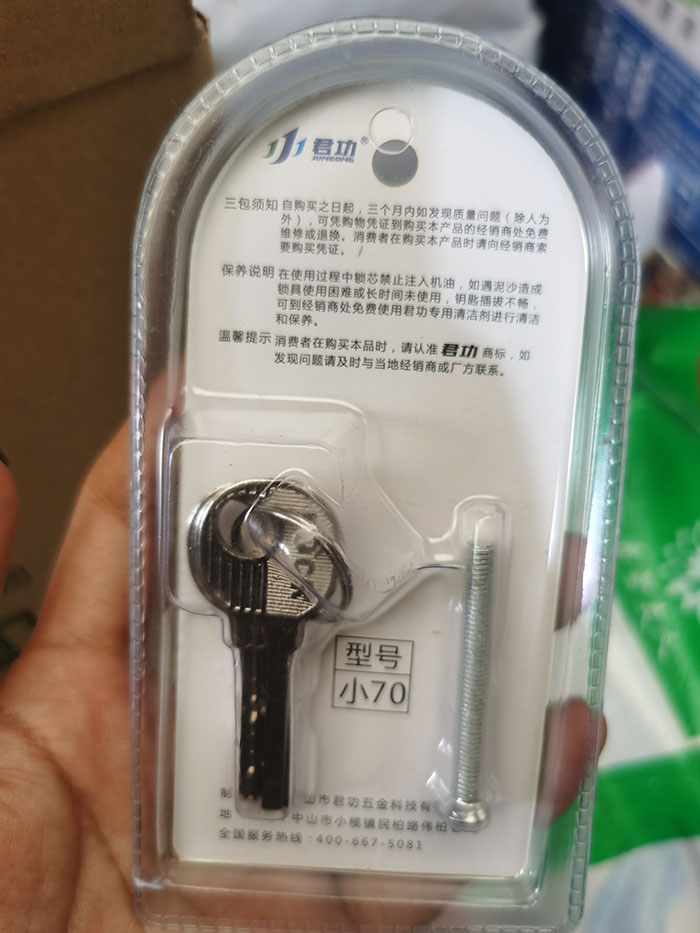 君功®
JUNGONG
三包须知 自购买之日起，三个月内如发现质量问题（除人为
外），可凭购物凭证到购买本产品的经销商处免费
维修或退换。消费者在购买本产品时请向经销商索
要购买凭证。
保养说明 在使用过程中锁芯禁止注入机油，如遇泥沙造成
锁具使用困难或长时间未使用，钥匙插拔不畅，
可到经销商处免费使用君功专用清洁剂进行清洁
和保养。
温馨提示 消费者在购买本品时，请认准 君功 商标，如
发现问题请及时与当地经销商或厂方联系。
型号
小70
制 山市君功五金科技有
地 中山市小榄镇民柏路伟柏
全国服务热线：400-667-5081